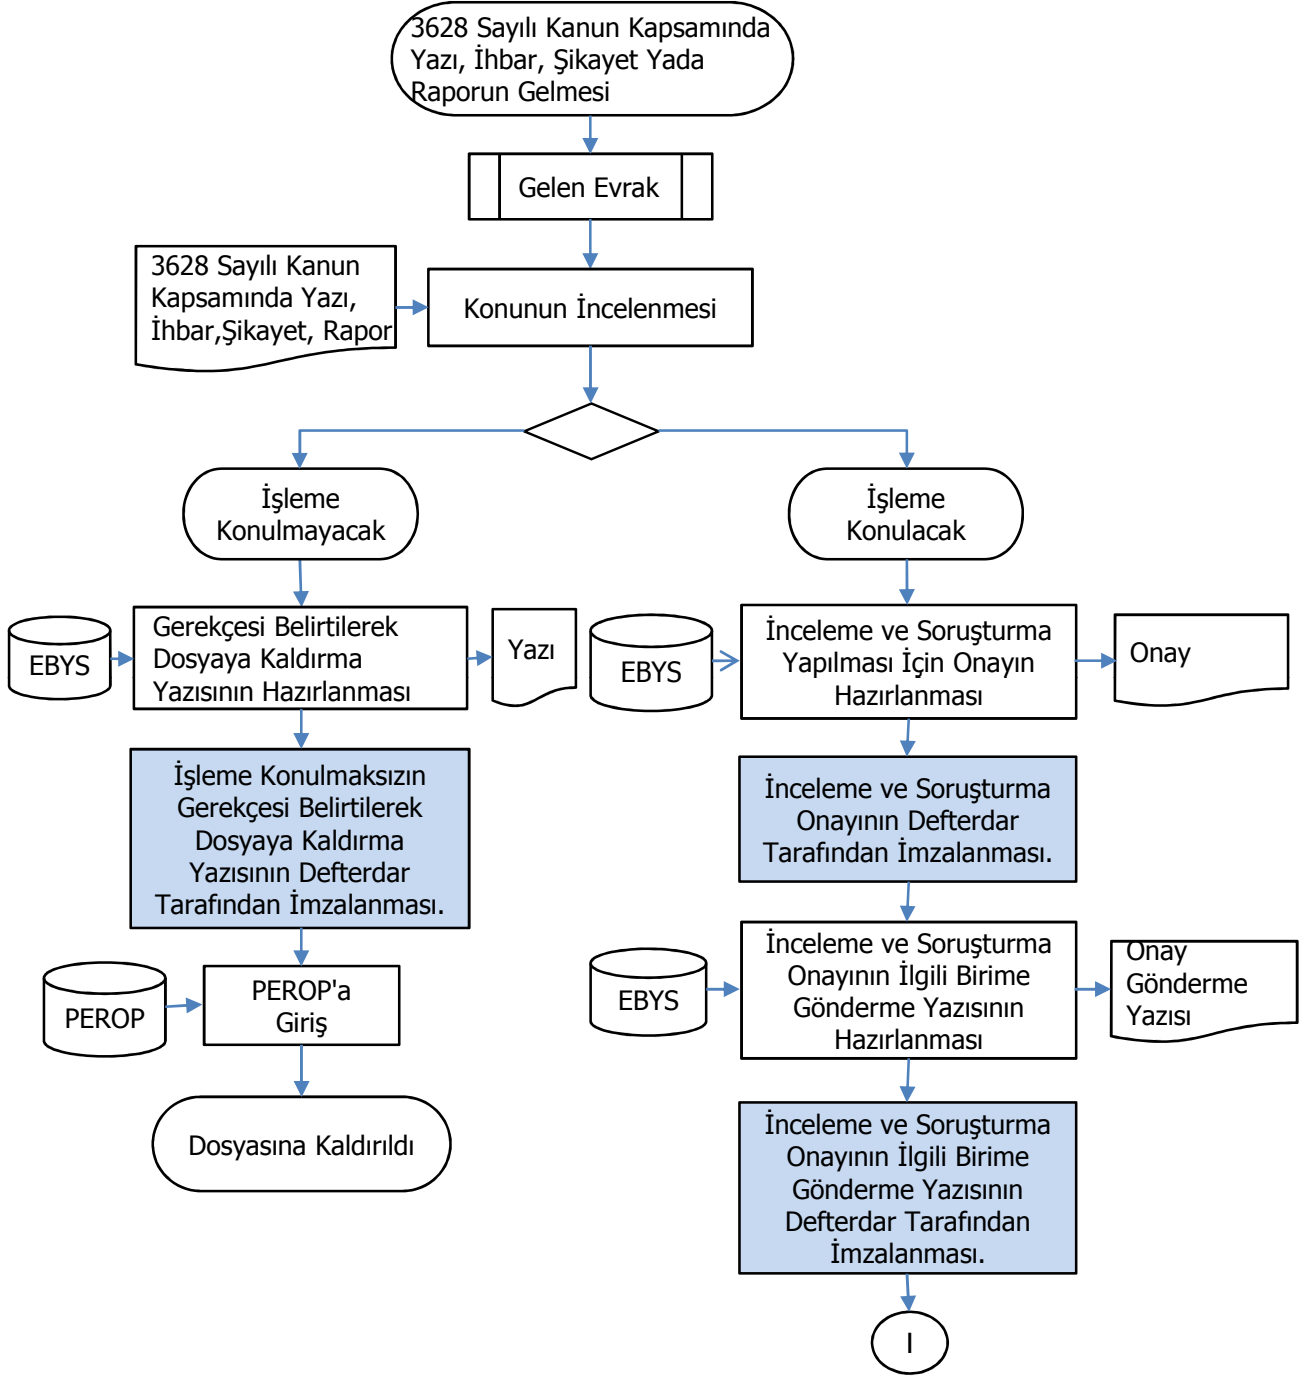 3628 Sayılı Kanun Kapsamında
Yazı, İhbar, Şikayet Yada
Raporun Gelmesi
Gelen Evrak
3628 Sayılı Kanun
Kapsamında Yazı,
İhbar,Şikayet, Rapor
Konunun İncelenmesi
İşleme
Konulmayacak
İşleme
Konulacak
EBYS
Gerekçesi Belirtilerek
Dosyaya Kaldırma
Yazısının Hazırlanması
Yazı
EBYS
İnceleme ve Soruşturma
Yapılması İçin Onayın
Hazırlanması
Onay
İşleme Konulmaksızın
Gerekçesi Belirtilerek
Dosyaya Kaldırma
Yazısının Defterdar
Tarafından İmzalanması.
İnceleme ve Soruşturma
Onayının Defterdar
Tarafından İmzalanması.
PEROP
PEROP'a
Giriş
EBYS
İnceleme ve Soruşturma
Onayının İlgili Birime
Gönderme Yazısının
Hazırlanması
Onay
Gönderme
Yazısı
Dosyasına Kaldırıldı
İnceleme ve Soruşturma
Onayının İlgili Birime
Gönderme Yazısının
Defterdar Tarafından
İmzalanması.
I